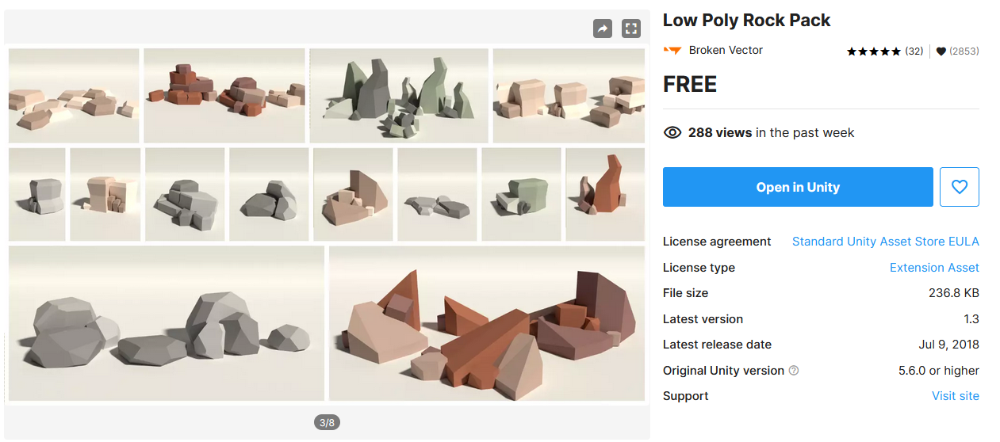 Low Poly Rock Pack
Broken Vector
(32)
(2853)
FREE
288 views in the past week
Open in Unity
License agreement Standard Unity Asset Store EULA
License type Extension Asset
File size 236.8 KB
Latest version 1.3
Latest release date Jul 9, 2018
Original Unity version ? 5.6.0 or higher
Support Visit site
3/8